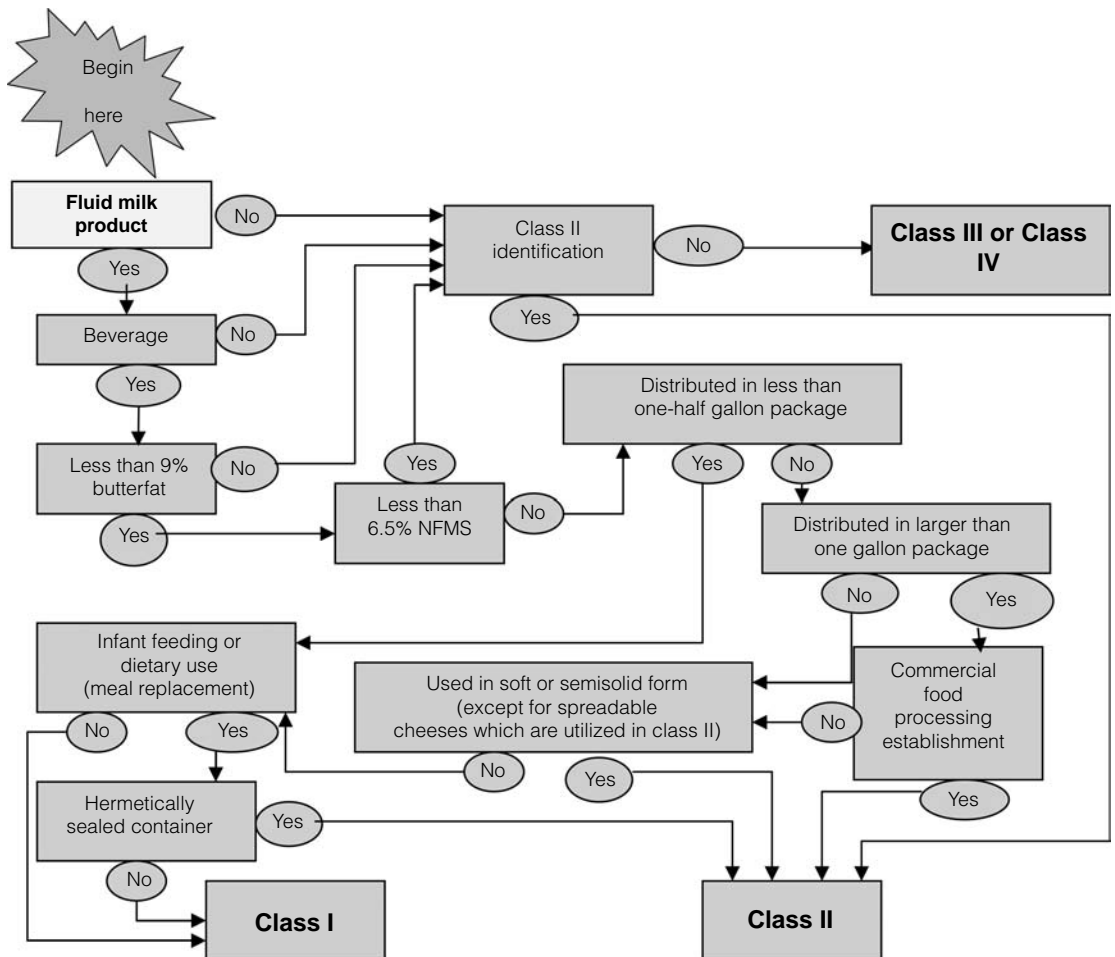 Begin
here
Fluid milk
product
No
Class II
identification
No
Class III or Class
IV
Yes
Yes
Beverage
No
Distributed in less than
one-half gallon package
Yes
Less than 9%
butterfat
No
Yes
Yes
No
Less than
6.5% NFMS
No
Distributed in larger than
one gallon package
Yes
No
Yes
Infant feeding or
dietary use
(meal replacement)
Used in soft or semisolid form
(except for spreadable
cheeses which are utilized in class II)
No
Commercial
food
processing
establishment
No
Yes
No
Yes
Yes
Hermetically
sealed container
Yes
No
Class I
Class II